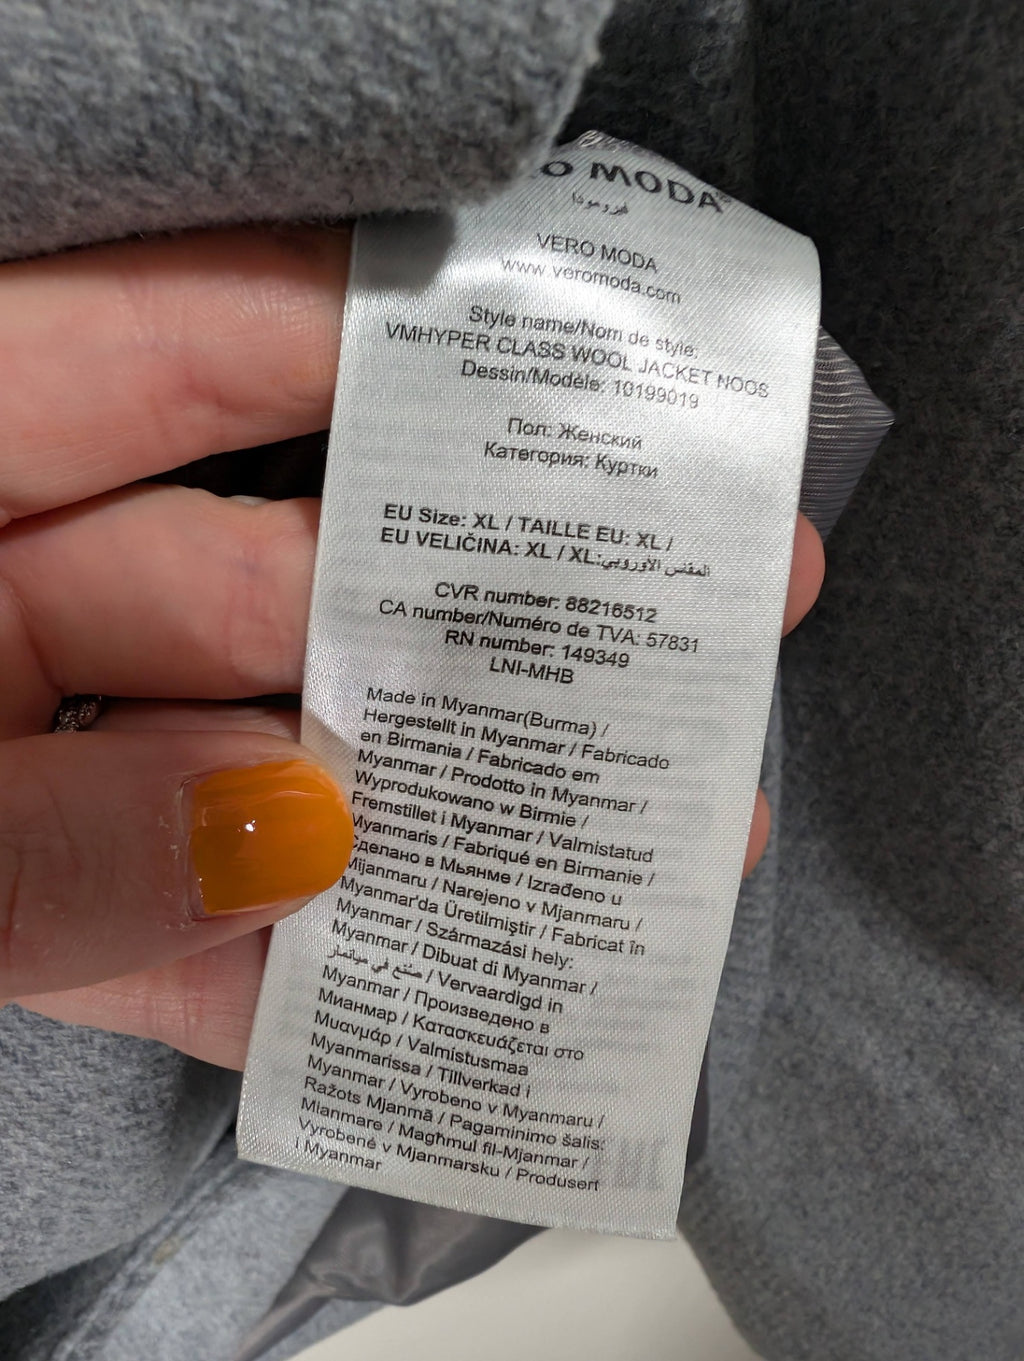 O MODA
فيرومودا
VERO MODA
www.veromoda.com
Style name/Nom de style:
VMHYPER CLASS WOOL JACKET NOOS
Dessin/Modèle: 10199019
Пол: Женский
Категория: Куртки
EU Size: XL / TAILLE EU: XL /
EU VELIČINA: XL / XL:المقاس الأوروبي
CVR number: 88216512
CA number/Numéro de TVA: 57831
RN number: 149349
LNI-MHB
Made in Myanmar(Burma) /
Hergestellt in Myanmar / Fabricado
en Birmania / Fabricado em
Myanmar / Prodotto in Myanmar /
Wyprodukowano w Birmie /
Fremstillet i Myanmar / Valmistatud
Myanmaris / Fabriqué en Birmanie /
Сделано в Мьянме / Izrađeno u
Mijanmaru / Narejeno v Mjanmaru /
Myanmar'da Üretilmiştir / Fabricat în
Myanmar / Származási hely:
Myanmar / Dibuat di Myanmar /
صنع في ميانمار / Vervaardigd in
Myanmar / Произведено в
Мианмар / Κατασκευάζεται στο
Μυανμάρ / Valmistusmaa
Myanmarissa / Tillverkad i
Myanmar / Vyrobeno v Myanmaru /
Ražots Mjanmā / Pagaminimo šalis:
Mianmare / Magħmul fil-Mjanmar /
Vyrobené v Mjanmarsku / Produsert
i Myanmar